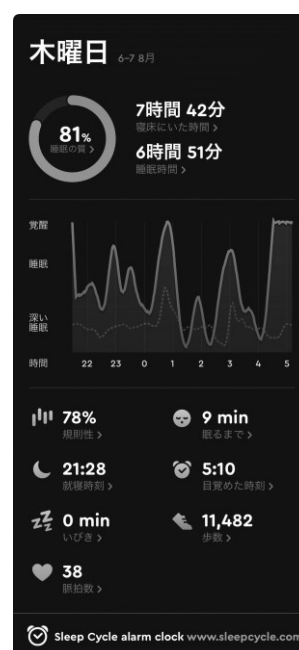 木曜日 6–7 8月
81%
睡眠の質 >
7時間 42分
寝床にいた時間 >
6時間 51分
睡眠時間 >
覚醒
睡眠
深い
睡眠
時間 22 23 0 1 2 3 4 5
78%
規則性 >
9 min
眠るまで >
21:28
就寝時刻 >
5:10
目覚めた時刻 >
0 min
いびき >
11,482
歩数 >
38
脈拍数 >
Sleep Cycle alarm clock www.sleepcycle.com